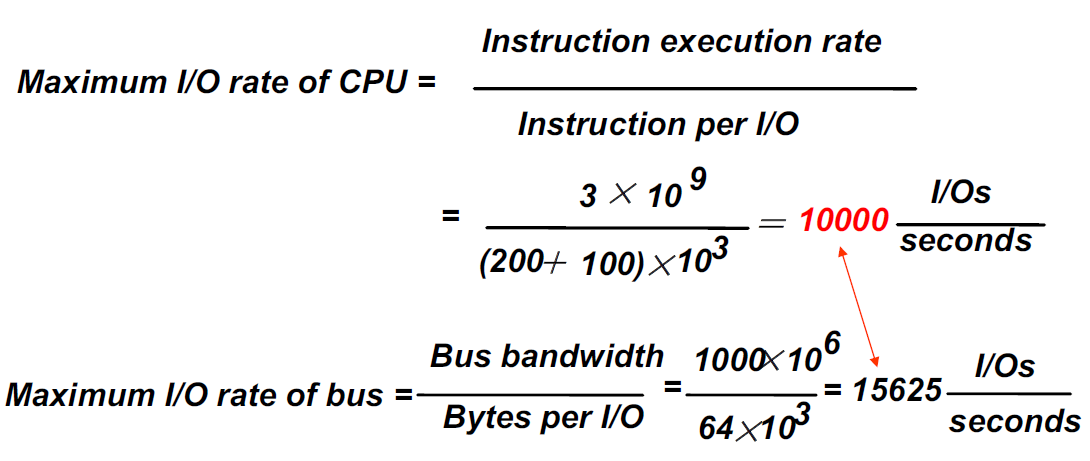 Instruction execution rate
Maximum I/O rate of CPU =
Instruction per I/O
= 3 × 10^9 / (200+ 100)×10^3 = 10000 I/Os / seconds
Maximum I/O rate of bus = Bus bandwidth / Bytes per I/O = 1000×10^6 / 64×10^3 = 15625 I/Os / seconds